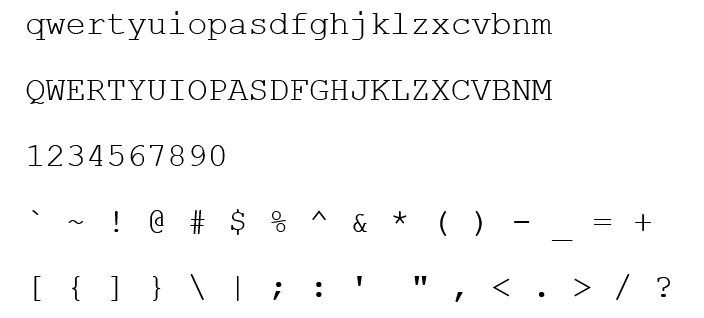 qwertyuiopasdfghjklzxcvbnm
QWERTYUIOPASDFGHJKLZXCVBNM
1234567890
` ~ ! @ # $ % ^ & * ( ) - _ = +
[ { ] } \ | ; : '  " , < . > / ?